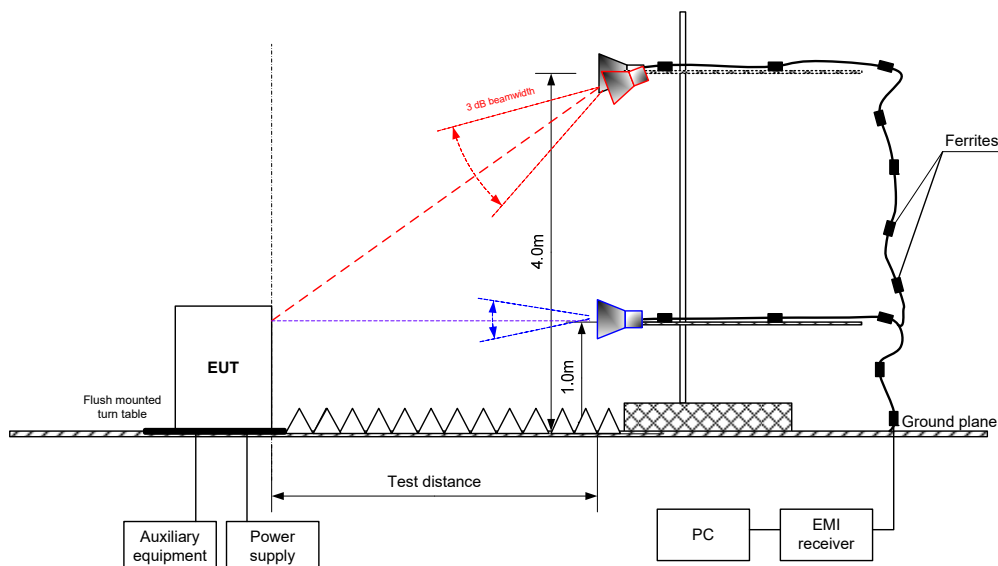 3 dB beamwidth
Ferrites
4.0m
1.0m
EUT
Flush mounted
turn table
Ground plane
Test distance
Auxiliary
equipment
Power
supply
PC
EMI
receiver